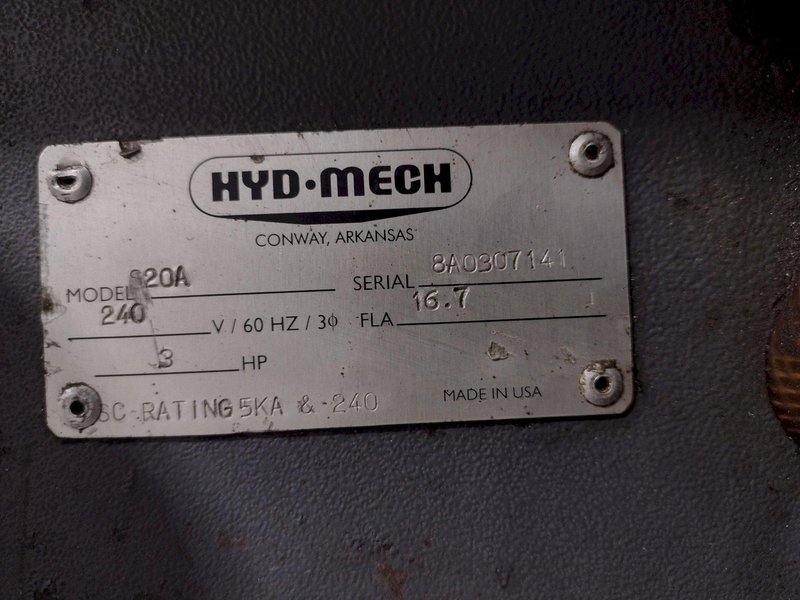 HYD·MECH
CONWAY, ARKANSAS
MODEL S20A SERIAL 8A0307141
240 V / 60 HZ / 3ϕ FLA 16.7
3 HP
SC-RATING 5KA & 240 MADE IN USA